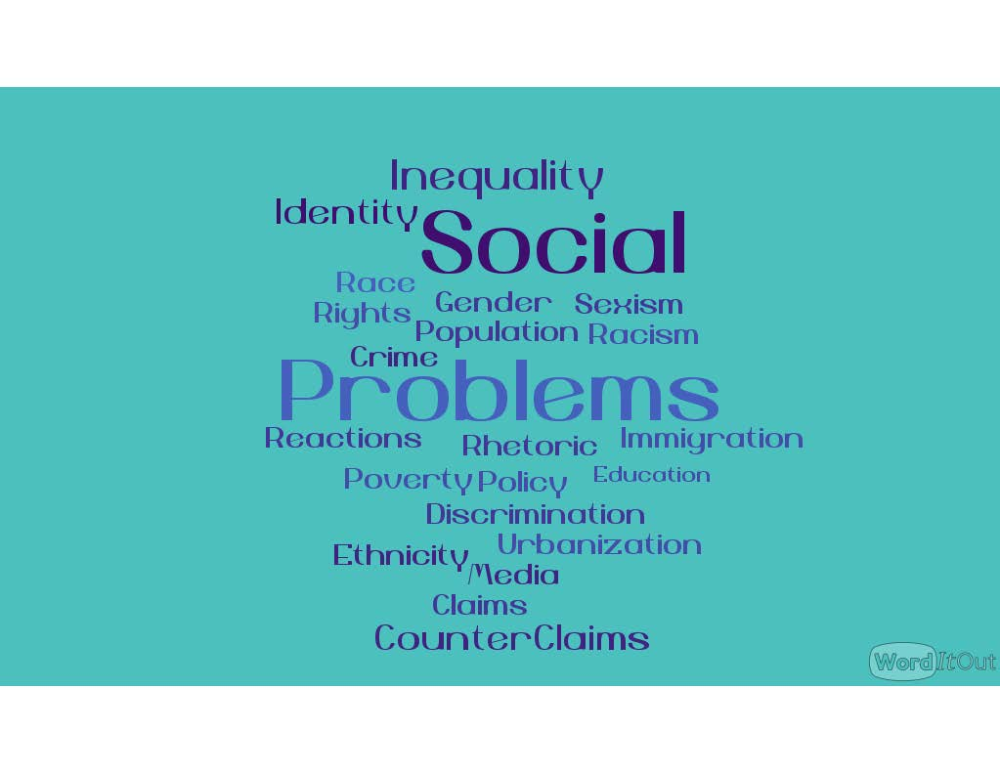 Inequality
Identity
Social
Race
Gender Sexism
Rights
Population Racism
Crime
Problems
Reactions Rhetoric Immigration
Poverty Policy Education
Discrimination
Urbanization
Ethnicity
Media
Claims
CounterClaims
WordItOut